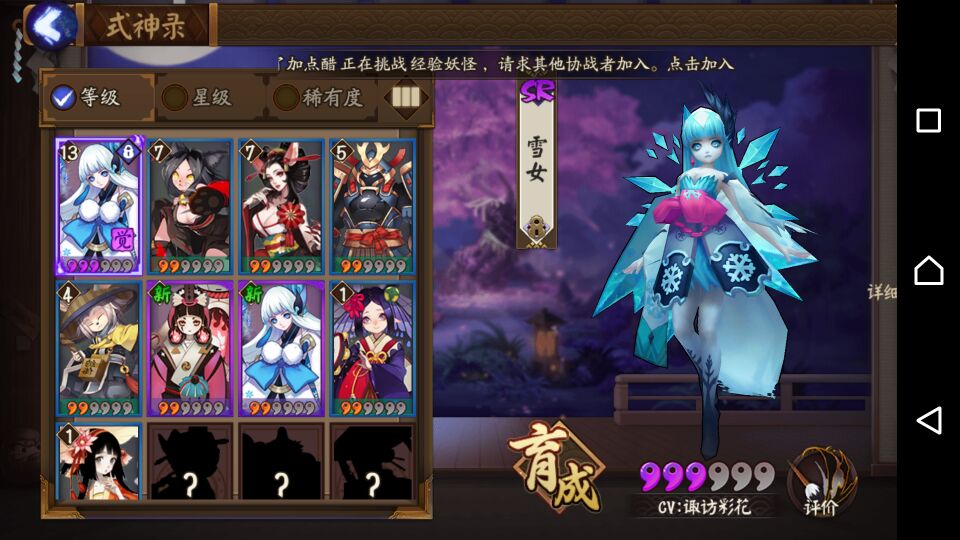 式神录
加点醋 正在挑战 经验妖怪，请求其他协战者加入。点击加入
等级
星级
稀有度
SR
雪女
13
7
7
5
觉
4
新
新
1
1
?
?
?
详细
育成
CV:诹访彩花
评价